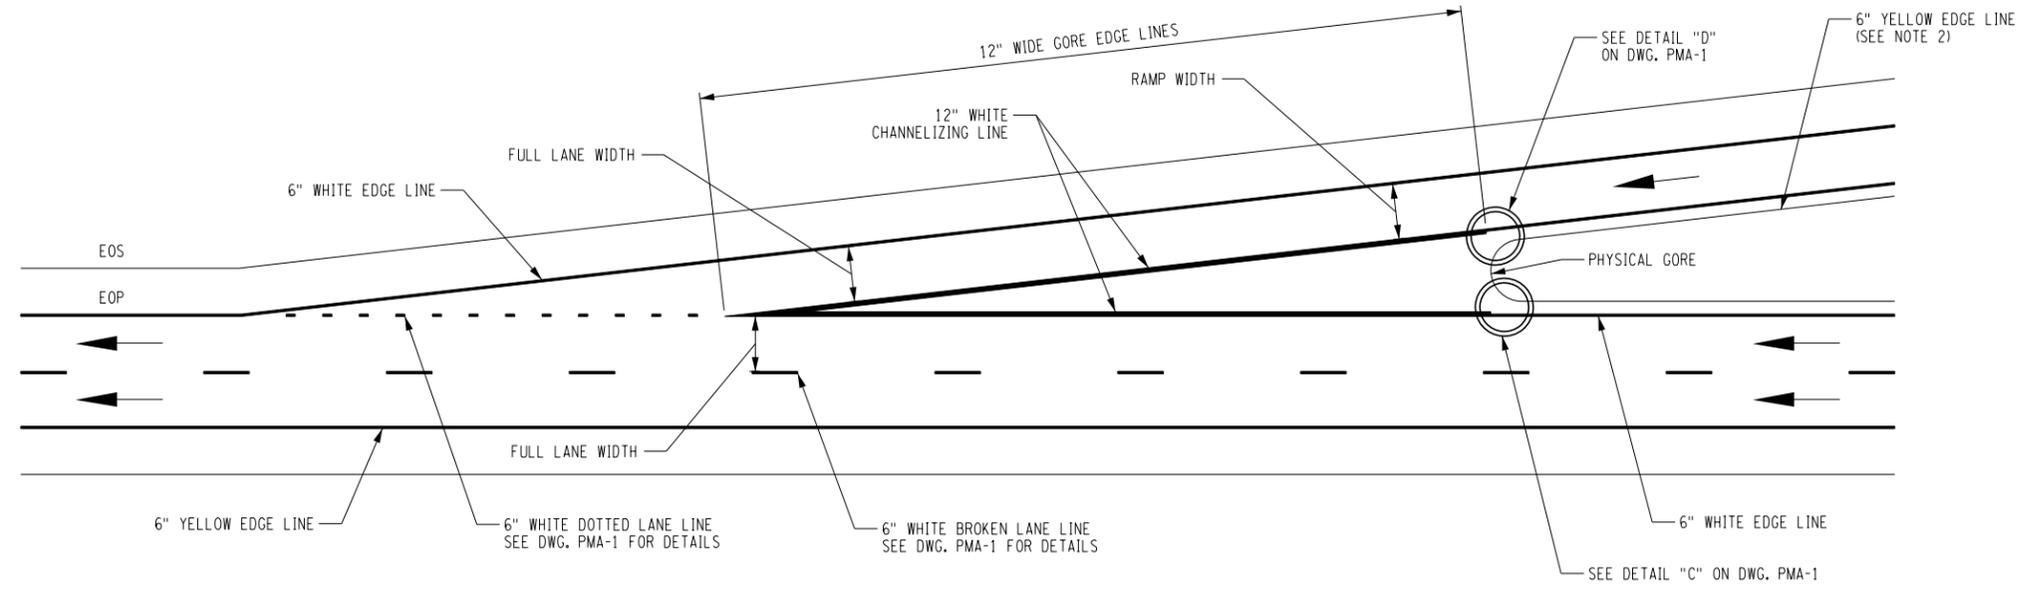 6" YELLOW EDGE LINE
(SEE NOTE 2)
SEE DETAIL "D"
ON DWG. PMA-1
12" WIDE GORE EDGE LINES
RAMP WIDTH
12" WHITE
CHANNELIZING LINE
FULL LANE WIDTH
6" WHITE EDGE LINE
EOS
PHYSICAL GORE
EOP
FULL LANE WIDTH
6" YELLOW EDGE LINE
6" WHITE DOTTED LANE LINE
SEE DWG. PMA-1 FOR DETAILS
6" WHITE BROKEN LANE LINE
SEE DWG. PMA-1 FOR DETAILS
6" WHITE EDGE LINE
SEE DETAIL "C" ON DWG. PMA-1